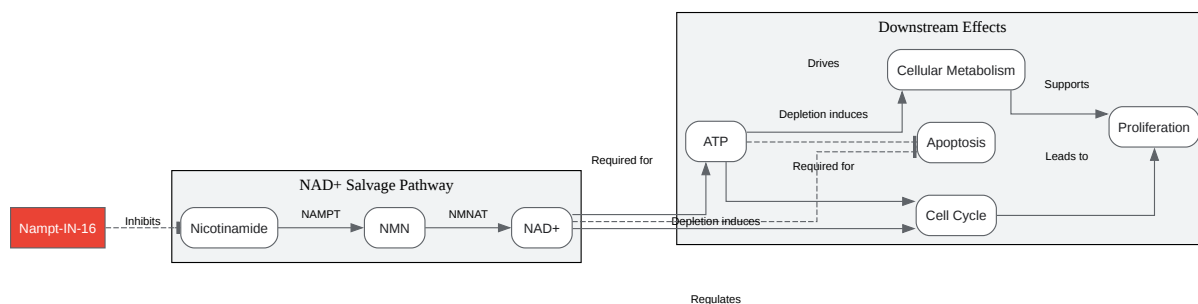 Downstream Effects
Drives
Cellular Metabolism
Supports
Depletion induces
Proliferation
ATP
Apoptosis
Required for
Required for
Leads to
NAD+ Salvage Pathway
Nampt-IN-16
Inhibits
Nicotinamide
NAMPT
NMN
NMNAT
NAD+
Depletion induces
Cell Cycle
Regulates